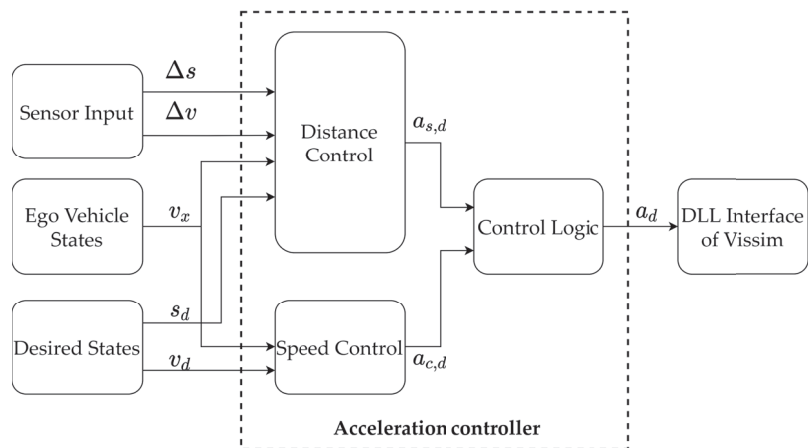 Sensor Input
Δs
Δv
Distance
Control
a_{s,d}
Ego Vehicle
States
v_x
Control Logic
a_d
DLL Interface
of Vissim
Desired States
s_d
v_d
Speed Control
a_{c,d}
Acceleration controller